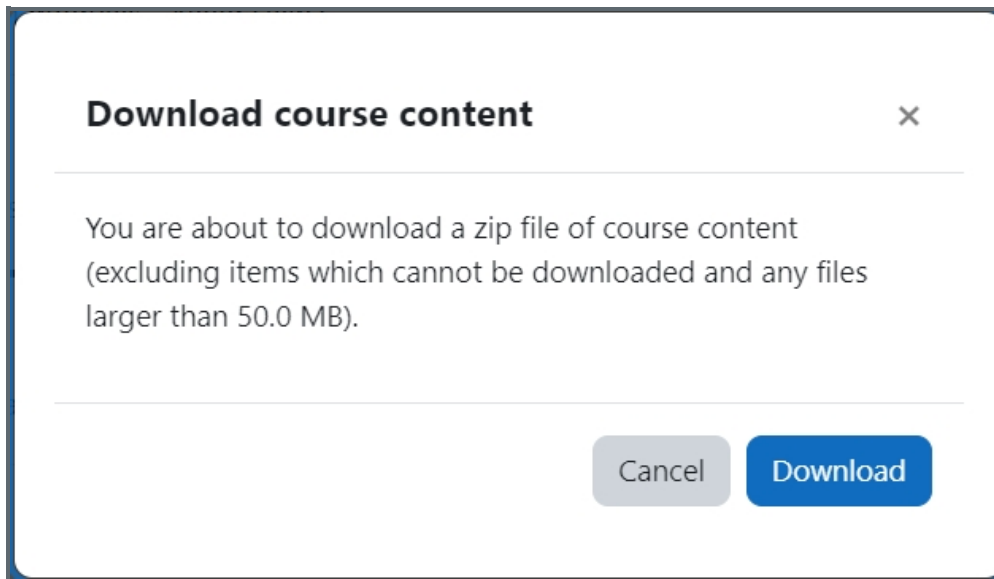 Download course content
×
You are about to download a zip file of course content
(excluding items which cannot be downloaded and any files
larger than 50.0 MB).
Cancel
Download